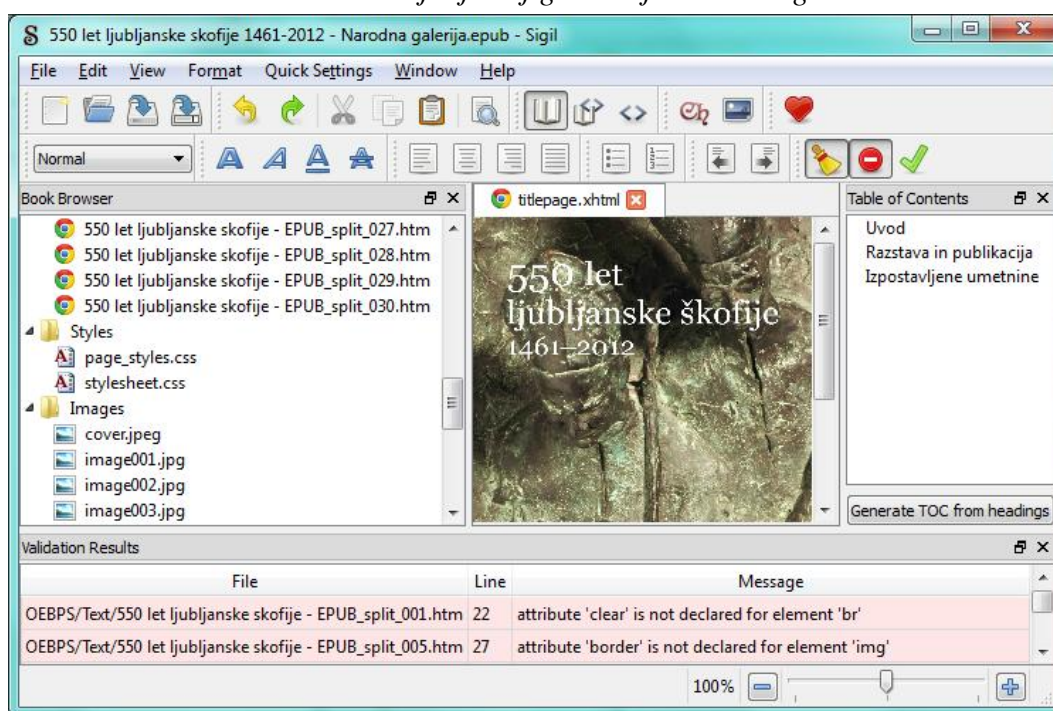 550 let ljubljanske skofije 1461-2012 - Narodna galerija.epub - Sigil
File Edit View Format Quick Settings Window Help
Normal
Book Browser
550 let ljubljanske skofije - EPUB_split_027.htm
550 let ljubljanske skofije - EPUB_split_028.htm
550 let ljubljanske skofije - EPUB_split_029.htm
550 let ljubljanske skofije - EPUB_split_030.htm
Styles
page_styles.css
stylesheet.css
Images
cover.jpeg
image001.jpg
image002.jpg
image003.jpg
titlepage.xhtml
550 let
ljubljanske škofije
1461–2012
Table of Contents
Uvod
Razstava in publikacija
Izpostavljene umetnine
Generate TOC from headings
Validation Results
File Line Message
OEBPS/Text/550 let ljubljanske skofije - EPUB_split_001.htm 22 attribute 'clear' is not declared for element 'br'
OEBPS/Text/550 let ljubljanske skofije - EPUB_split_005.htm 27 attribute 'border' is not declared for element 'img'
100%